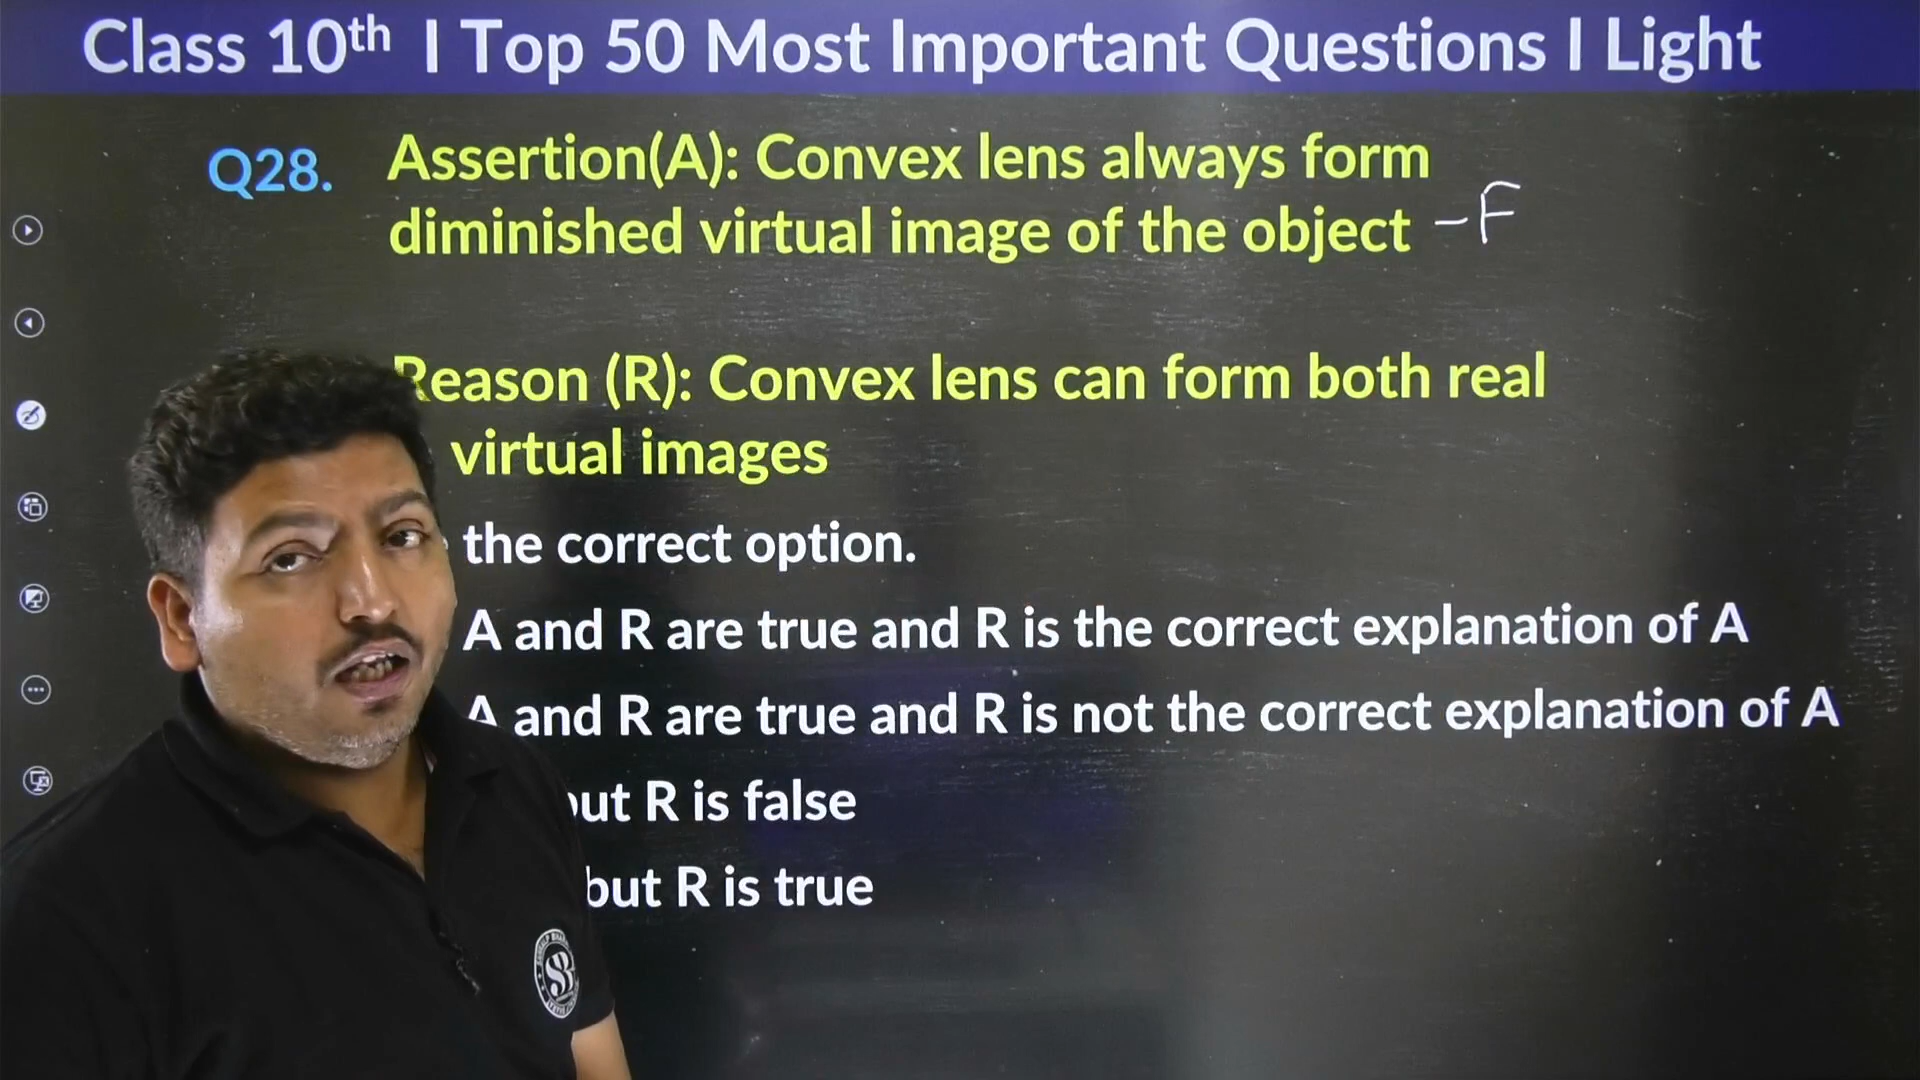 Class 10th I Top 50 Most Important Questions I Light
Q28. Assertion(A): Convex lens always form
diminished virtual image of the object – F
Reason (R): Convex lens can form both real
virtual images
the correct option.
A and R are true and R is the correct explanation of A
A and R are true and R is not the correct explanation of A
but R is false
but R is true
SB